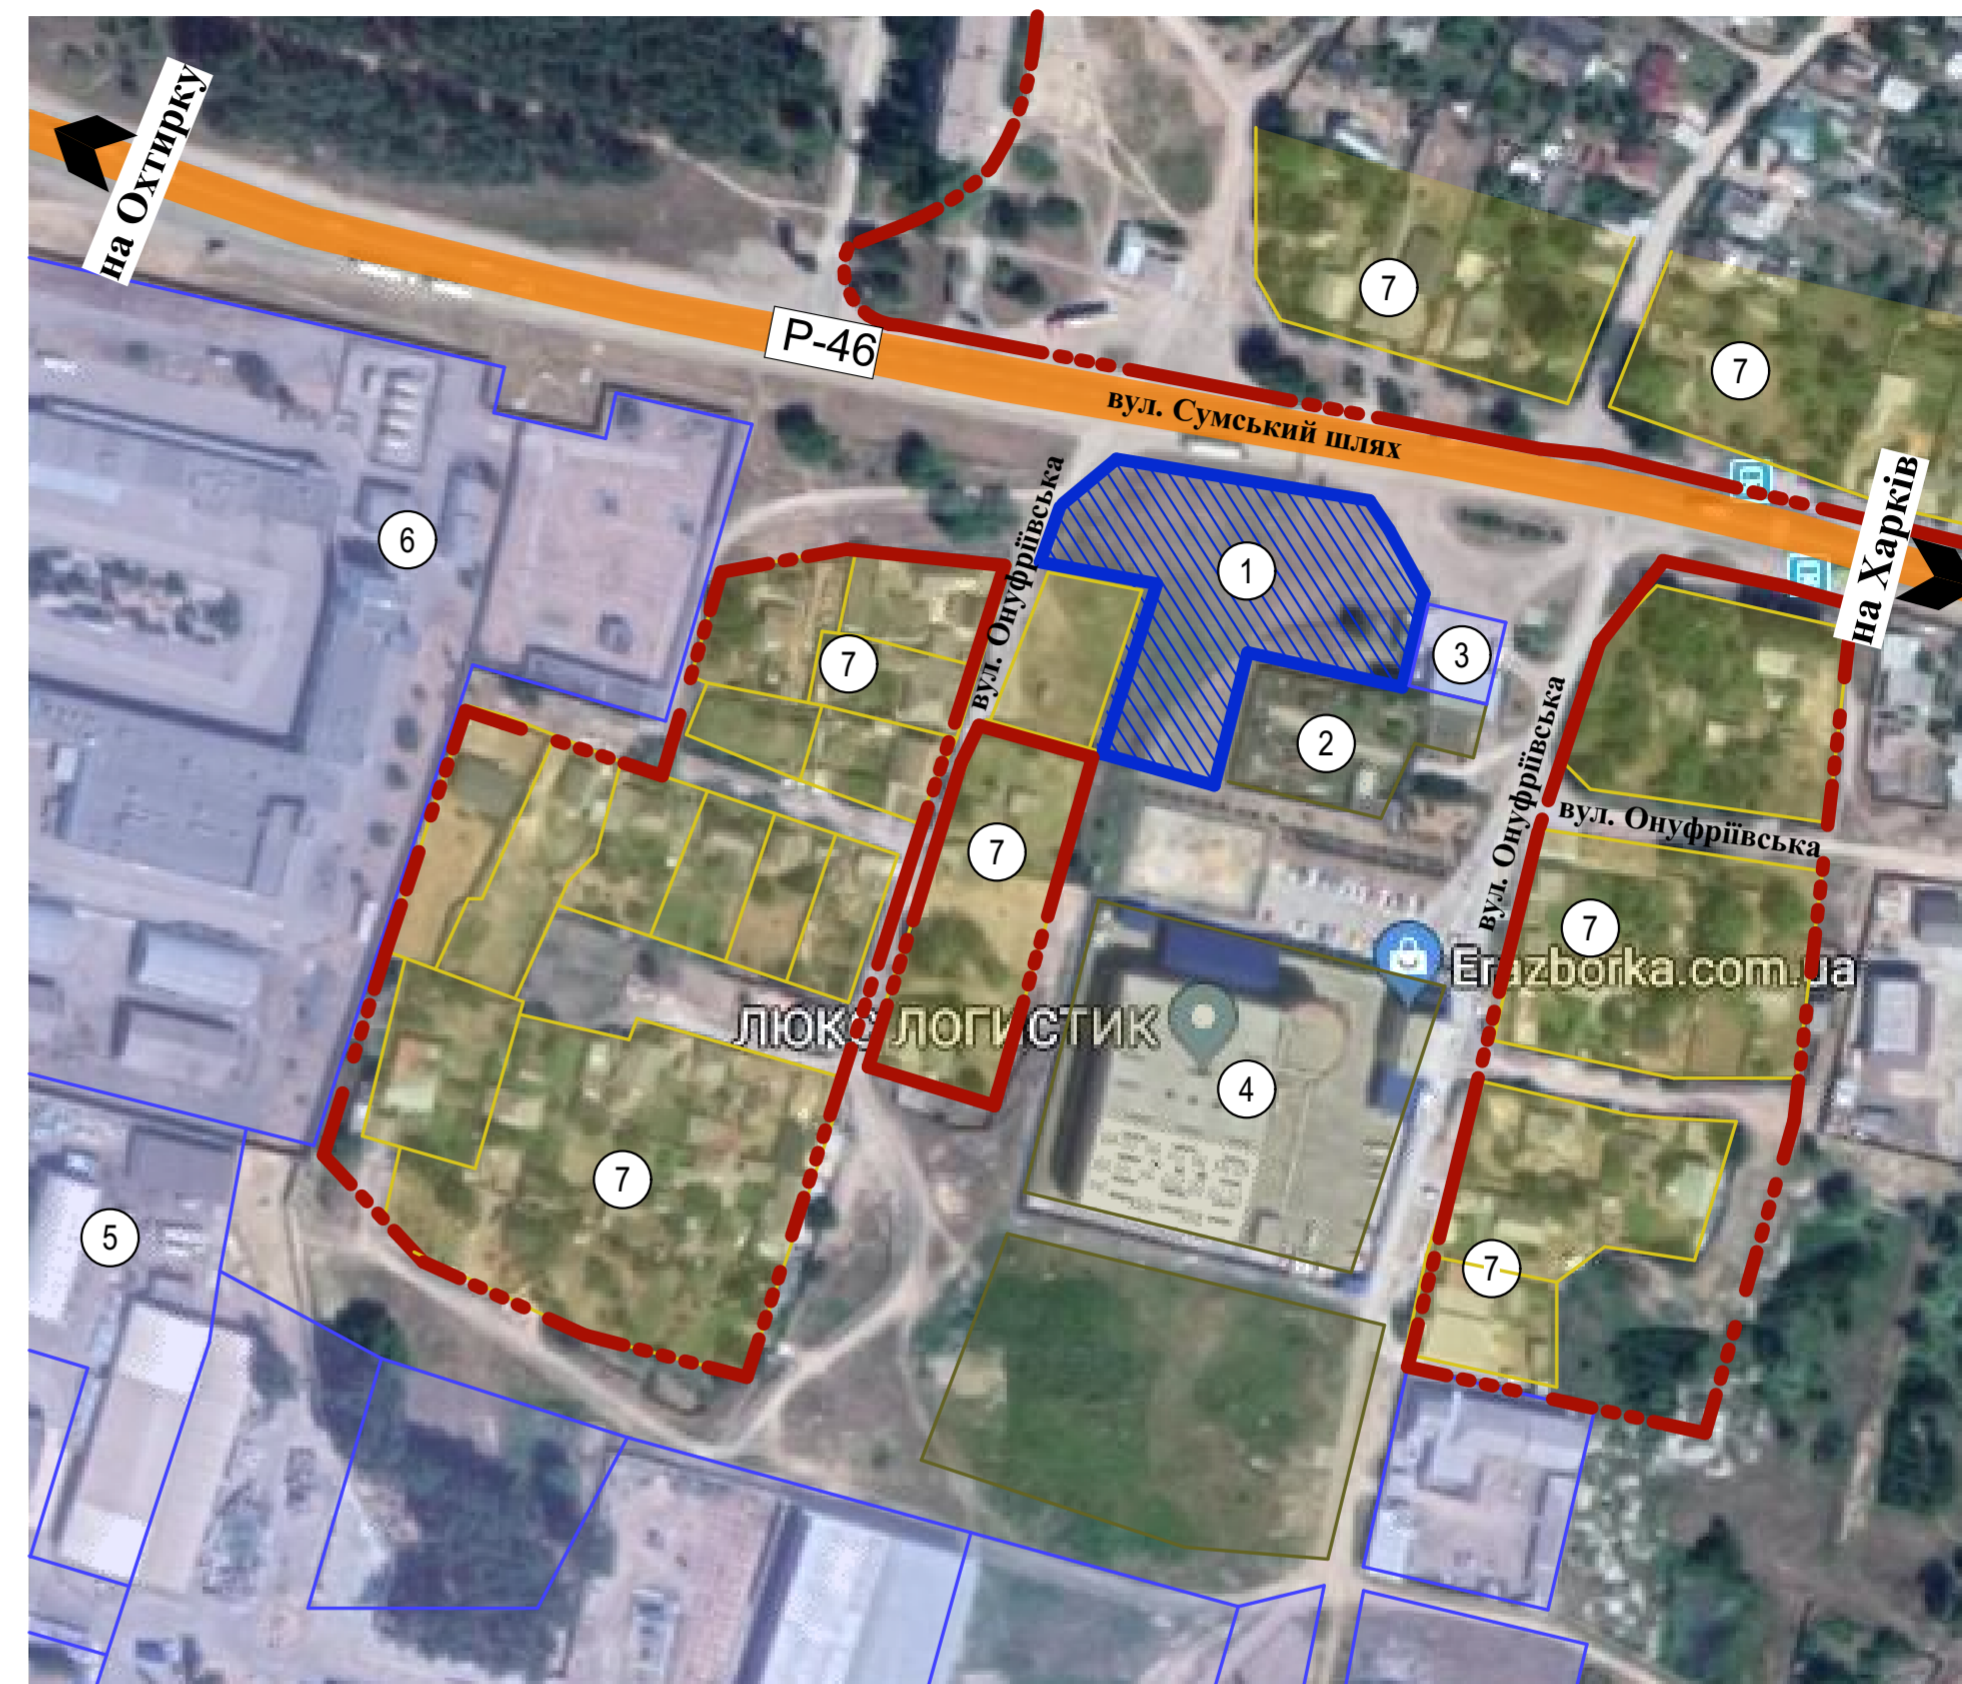 на Охтирку
Р-46
вул. Сумський шлях
7
7
на Харків
6
1
вул. Онуфріївська
3
7
2
вул. Онуфріївська
вул. Онуфріївська
7
7
Erazborka.com.ua
ЛЮКС ЛОГИСТИК
4
7
5
7